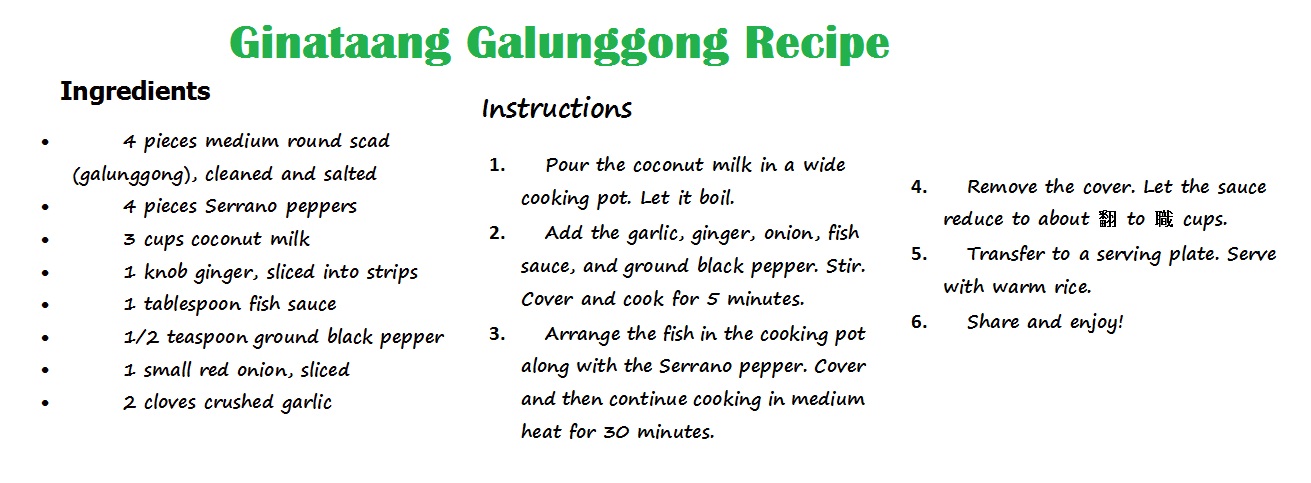 Ginataang Galunggong Recipe
Ingredients
• 4 pieces medium round scad
(galunggong), cleaned and salted
• 4 pieces Serrano peppers
• 3 cups coconut milk
• 1 knob ginger, sliced into strips
• 1 tablespoon fish sauce
• 1/2 teaspoon ground black pepper
• 1 small red onion, sliced
• 2 cloves crushed garlic
Instructions
1. Pour the coconut milk in a wide
cooking pot. Let it boil.
2. Add the garlic, ginger, onion, fish
sauce, and ground black pepper. Stir.
Cover and cook for 5 minutes.
3. Arrange the fish in the cooking pot
along with the Serrano pepper. Cover
and then continue cooking in medium
heat for 30 minutes.
4. Remove the cover. Let the sauce
reduce to about 翻 to 職 cups.
5. Transfer to a serving plate. Serve
with warm rice.
6. Share and enjoy!